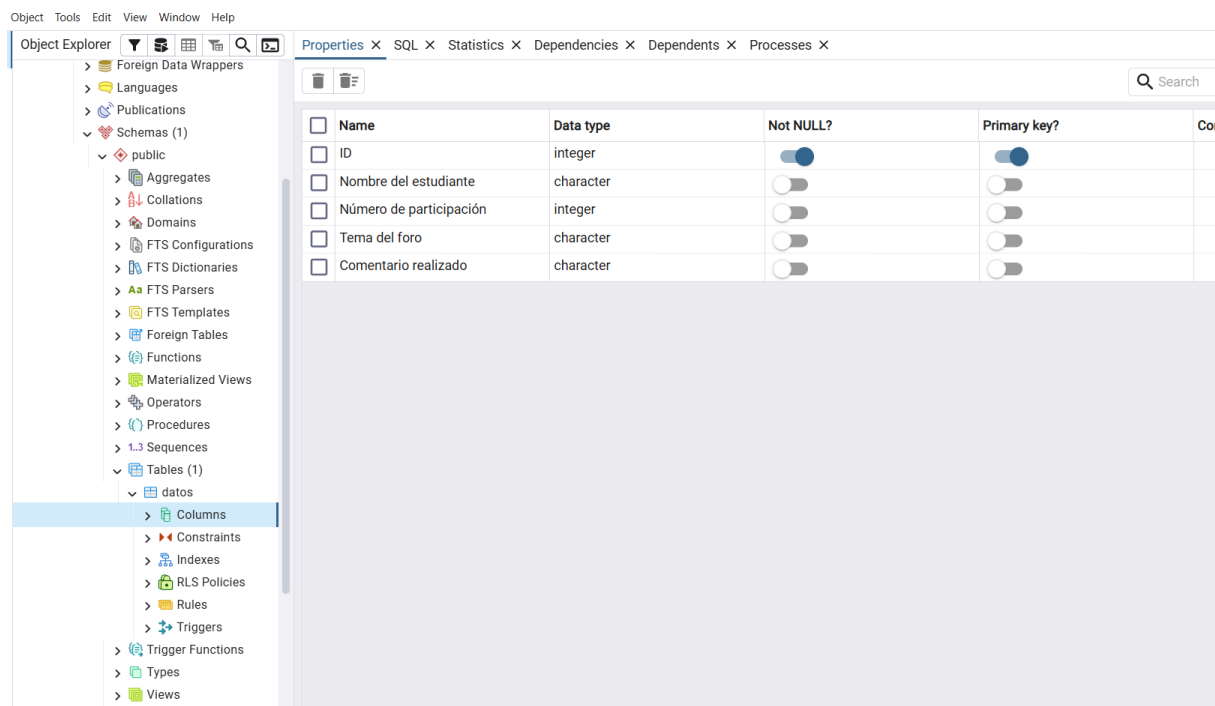 Object Tools Edit View Window Help
Object Explorer
Properties SQL Statistics Dependencies Dependents Processes
Foreign Data Wrappers
Languages
Publications
Schemas (1)
public
Aggregates
Collations
Domains
FTS Configurations
FTS Dictionaries
Aa FTS Parsers
FTS Templates
Foreign Tables
Functions
Materialized Views
Operators
Procedures
1..3 Sequences
Tables (1)
datos
Columns
Constraints
Indexes
RLS Policies
Rules
Triggers
Trigger Functions
Types
Views
Search
Name Data type Not NULL? Primary key? Co
ID integer
Nombre del estudiante character
Número de participación integer
Tema del foro character
Comentario realizado character